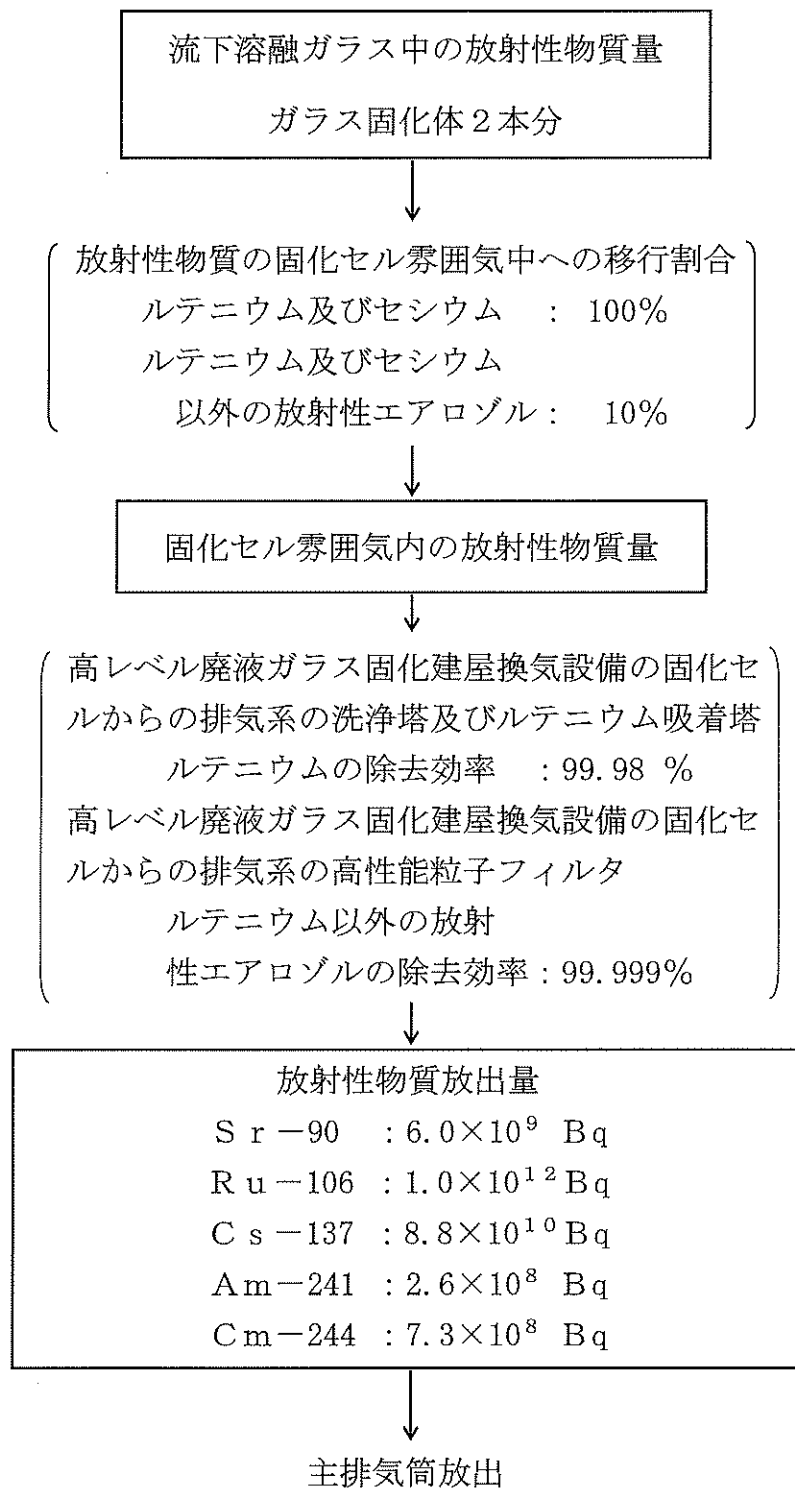 流下溶融ガラス中の放射性物質量
ガラス固化体２本分
放射性物質の固化セル雰囲気中への移行割合
ルテニウム及びセシウム　：　100％
ルテニウム及びセシウム
以外の放射性エアロゾル：　10％
固化セル雰囲気内の放射性物質量
高レベル廃液ガラス固化建屋換気設備の固化セ
ルからの排気系の洗浄塔及びルテニウム吸着塔
ルテニウムの除去効率　：99.98 ％
高レベル廃液ガラス固化建屋換気設備の固化セ
ルからの排気系の高性能粒子フィルタ
ルテニウム以外の放射
性エアロゾルの除去効率：99.999％
放射性物質放出量
Ｓｒ－90　：6.0×10⁹ Ｂｑ
Ｒｕ－106　：1.0×10¹²Ｂｑ
Ｃｓ－137　：8.8×10¹⁰Ｂｑ
Ａｍ－241　：2.6×10⁸ Ｂｑ
Ｃｍ－244　：7.3×10⁸ Ｂｑ
主排気筒放出